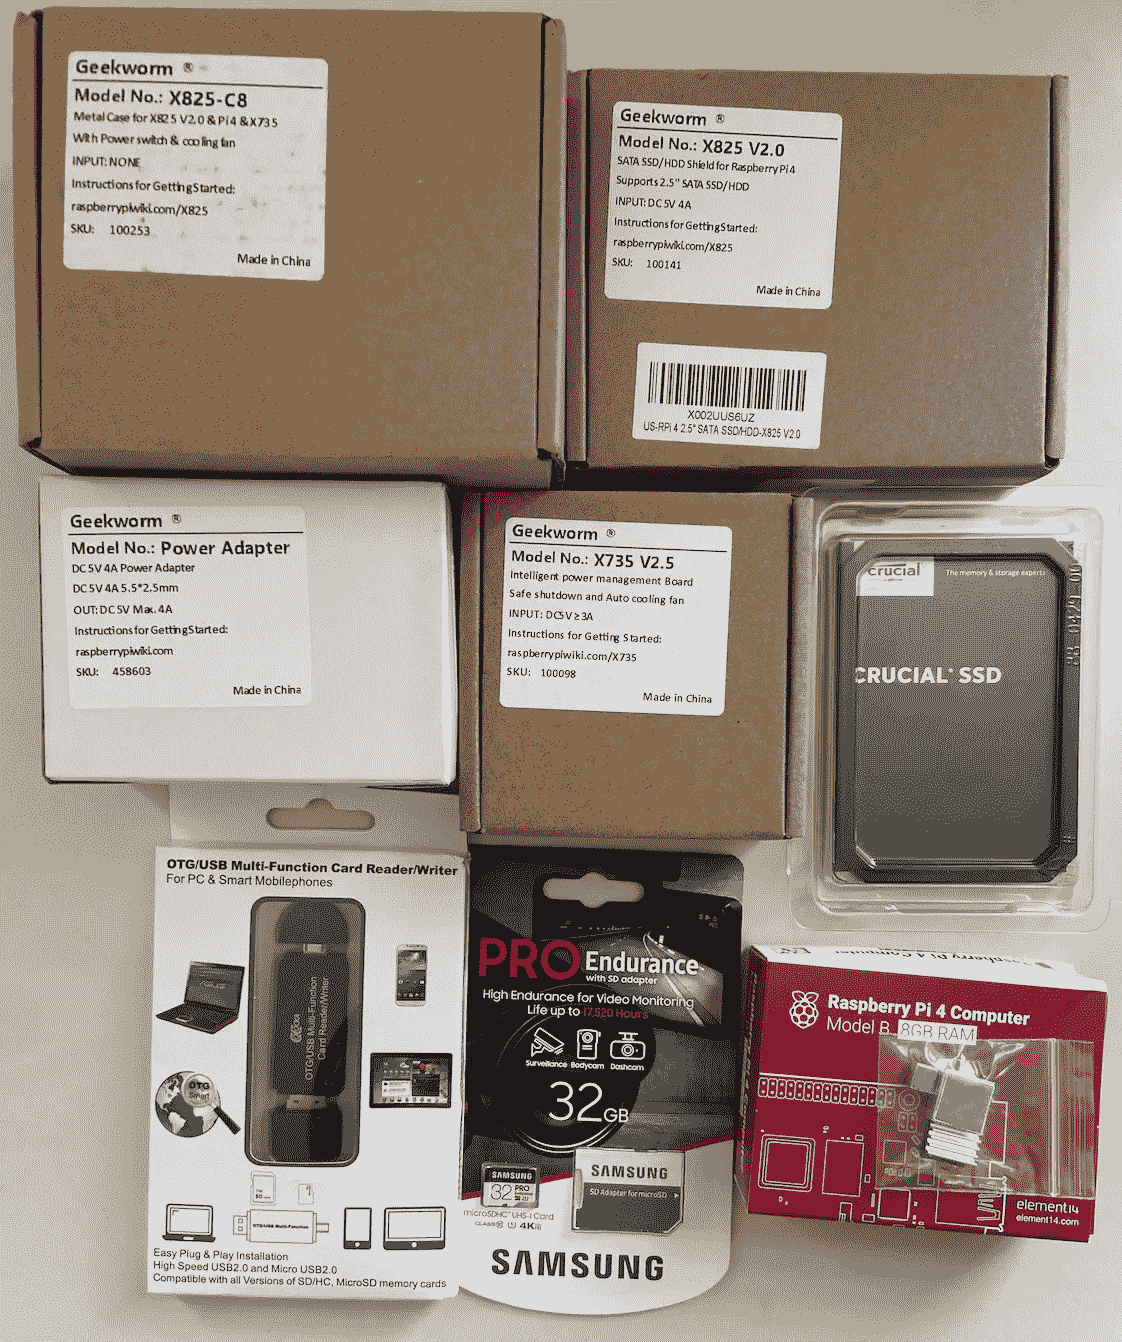 Geekworm ®
Model No.: X825-C8
Metal Case for X825 V2.0 & Pi4 & X735
With Power switch & cooling fan
INPUT: NONE
Instructions for Getting Started:
raspberrypiwiki.com/X825
SKU: 100253
Made in China
Geekworm ®
Model No.: X825 V2.0
SATA SSD/HDD Shield for Raspberry Pi 4
Supports 2.5" SATA SSD/HDD
INPUT: DC 5V 4A
Instructions for Getting Started:
raspberrypiwiki.com/X825
SKU: 100141
Made in China
X002UUS6UZ
US-RPi 4 2.5" SATA SSD/HDD-X825 V2.0
Geekworm ®
Model No.: Power Adapter
DC 5V 4A Power Adapter
DC 5V 4A 5.5*2.5mm
OUT: DC 5V Max. 4A
Instructions for Getting Started:
raspberrypiwiki.com
SKU: 458603
Made in China
Geekworm ®
Model No.: X735 V2.5
Intelligent power management Board
Safe shutdown and Auto cooling fan
INPUT: DC5V≥3A
Instructions for Getting Started:
raspberrypiwiki.com/X735
SKU: 100098
Made in China
crucial The memory & storage experts
CRUCIAL® SSD
OTG/USB Multi-Function Card Reader/Writer
For PC & Smart Mobilephones
OTG/USB Multi-Function
Card Reader/Writer
OTG
Smart
OTG/USB Multi-Function
Easy Plug & Play Installation
High Speed USB2.0 and Micro USB2.0
Compatible with all Versions of SD/HC, MicroSD memory cards
PRO Endurance
with SD adapter
High Endurance for Video Monitoring
Life up to 17,520 Hours
Surveillance Bodycam Dashcam
32GB
SAMSUNG
32 PRO
SAMSUNG
SD Adapter for microSD
microSDHC UHS-I Card
4K
SAMSUNG
Raspberry Pi 4 Computer
Raspberry Pi 4 Computer
Model B 8GB RAM
element14
element14.com